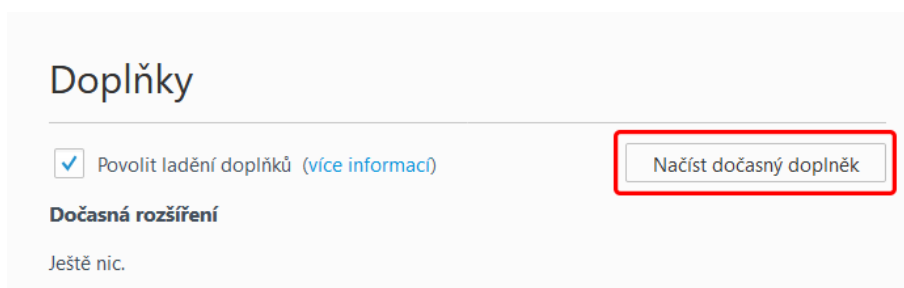 Doplňky
Povolit ladění doplňků (více informací)
Načíst dočasný doplněk
Dočasná rozšíření
Ještě nic.